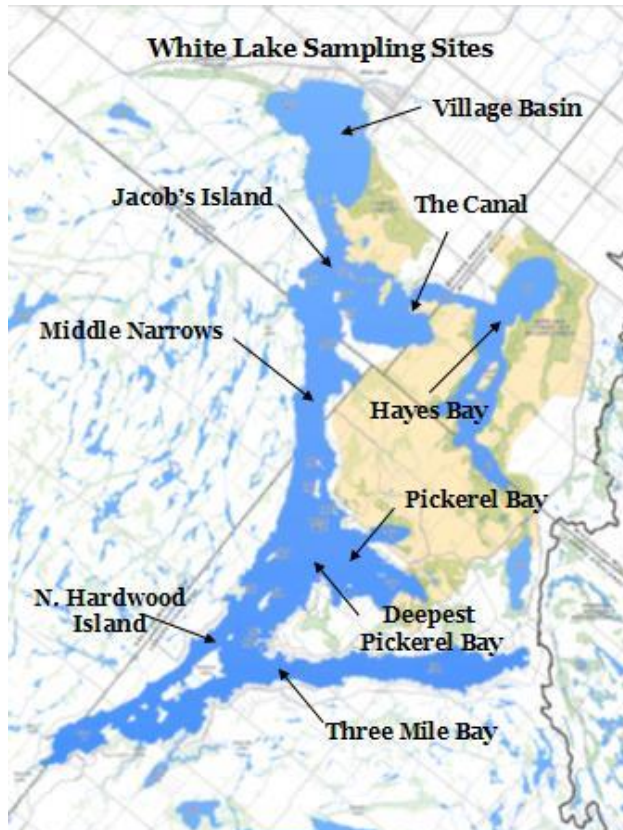 White Lake Sampling Sites
Village Basin
Jacob's Island
The Canal
Middle Narrows
Hayes Bay
Pickerel Bay
N. Hardwood
Island
Deepest
Pickerel Bay
Three Mile Bay